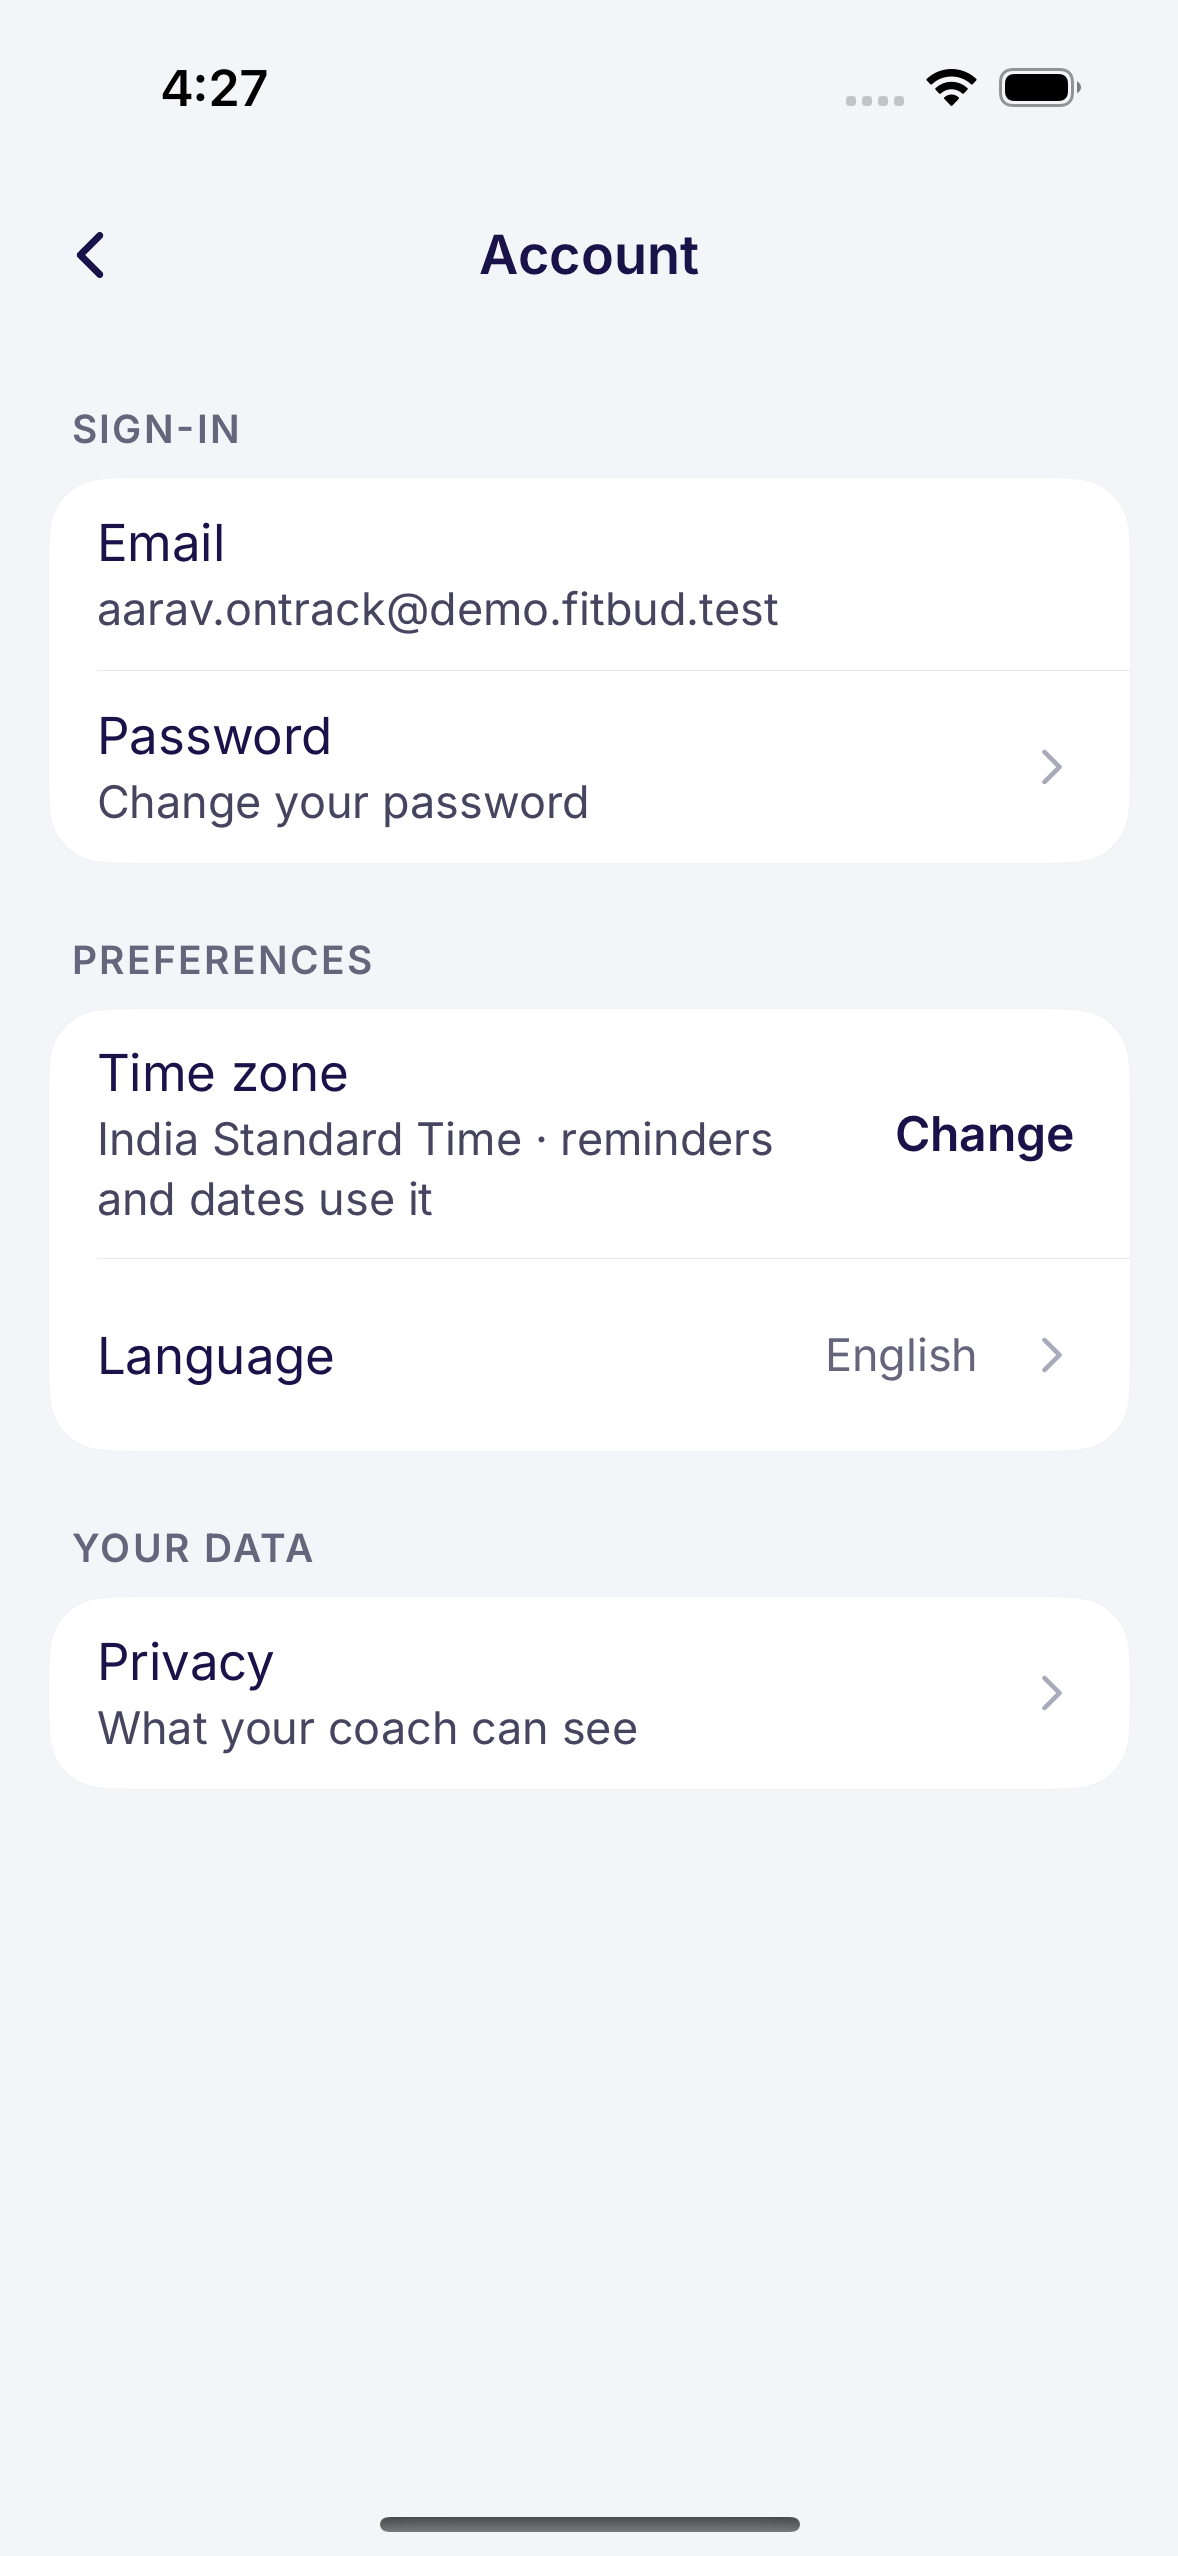 4:27
Account
SIGN-IN
Email
aarav.ontrack@demo.fitbud.test
Password
Change your password
PREFERENCES
Time zone
India Standard Time · reminders
and dates use it
Change
Language
English
YOUR DATA
Privacy
What your coach can see